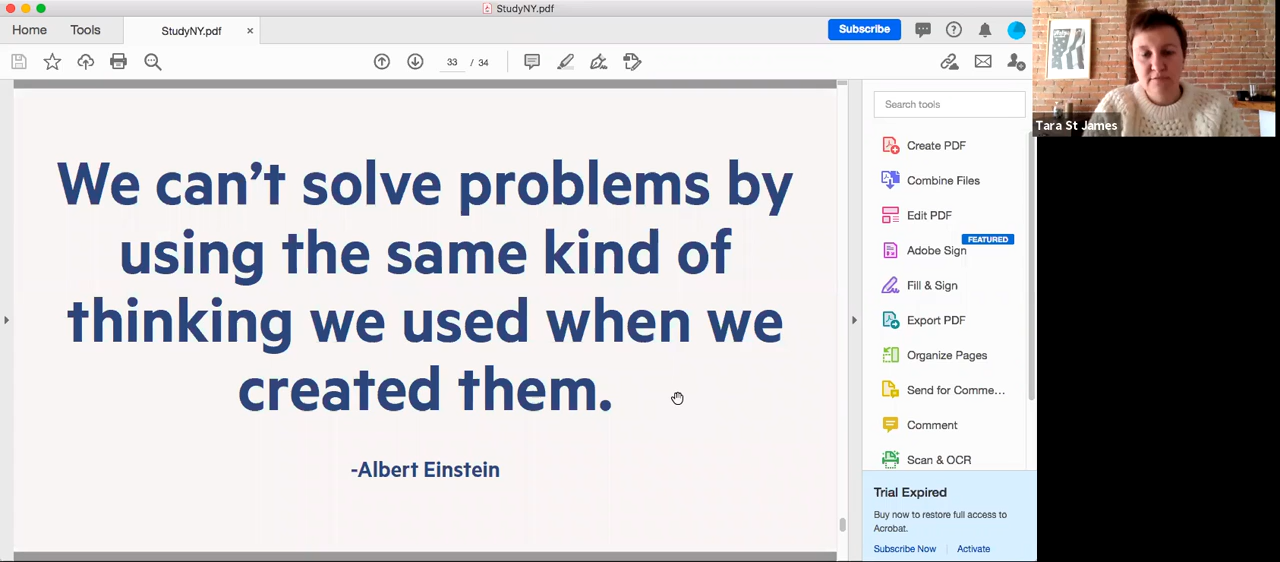 StudyNY.pdf
Home
Tools
StudyNY.pdf
×
Subscribe
33 / 34
We can't solve problems by
using the same kind of
thinking we used when we
created them.
-Albert Einstein
Search tools
Create PDF
Combine Files
Edit PDF
FEATURED
Adobe Sign
Fill & Sign
Export PDF
Organize Pages
Send for Comme...
Comment
Scan & OCR
Trial Expired
Buy now to restore full access to
Acrobat.
Subscribe Now | Activate
Tara St James